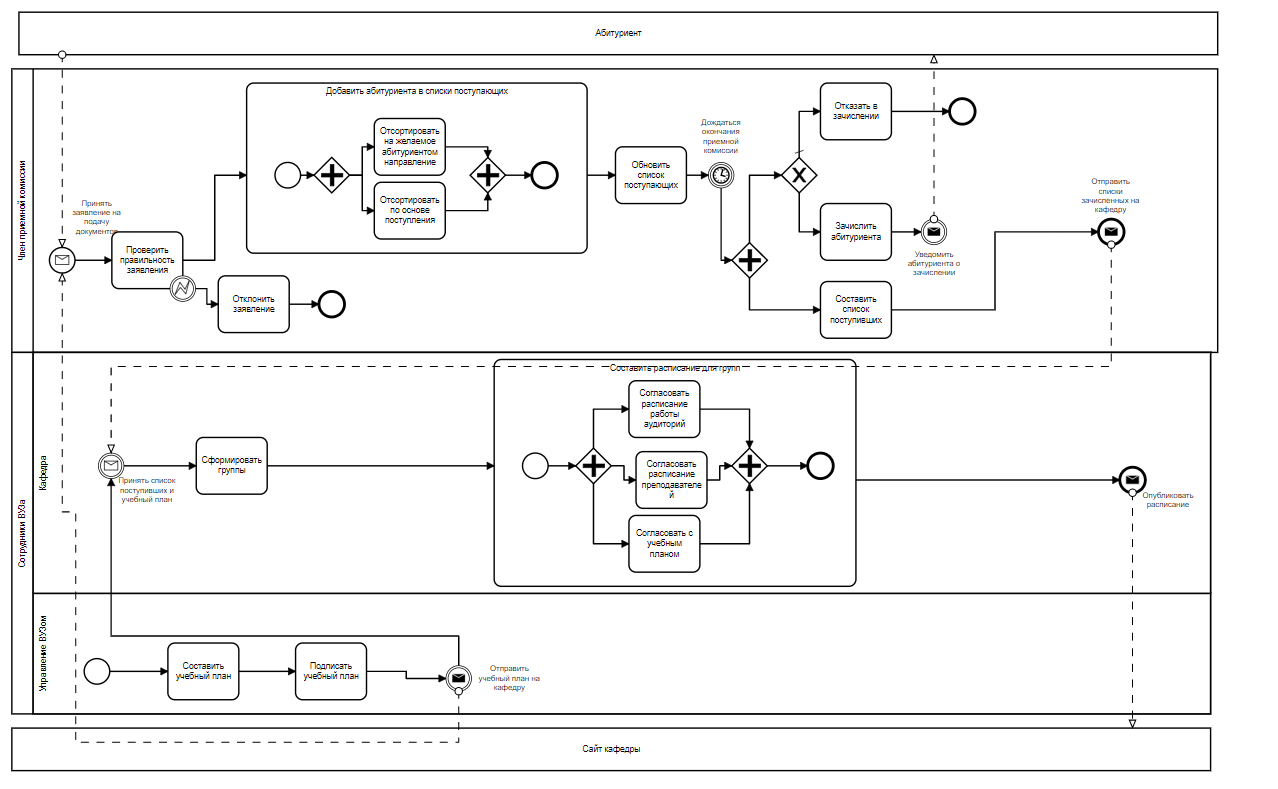 Абитуриент
Член приемной комиссии
Добавить абитуриента в списки поступающих
Отсортировать
на желаемое
абитуриентом
направление
Отсортировать
по основе
поступления
Принять
заявление на
подачу
документов
Проверить
правильность
заявления
Отклонить
заявление
Обновить
список
поступающих
Дождаться
окончания
приемной
комиссии
X
Отказать в
зачислении
Зачислить
абитуриента
Уведомить
абитуриента о
зачислении
Составить
список
поступивших
Отправить
списки
зачисленных на
кафедру
Сотрудники ВУЗа
Кафедра
Принять список
поступивших и
учебный план
Сформировать
группы
Составить расписание для групп
Согласовать
расписание
работы
аудиторий
Согласовать
расписание
преподавателе
й
Согласовать с
учебным
планом
Опубликовать
расписание
Управление ВУЗом
Составить
учебный план
Подписать
учебный план
Отправить
учебный план на
кафедру
Сайт кафедры